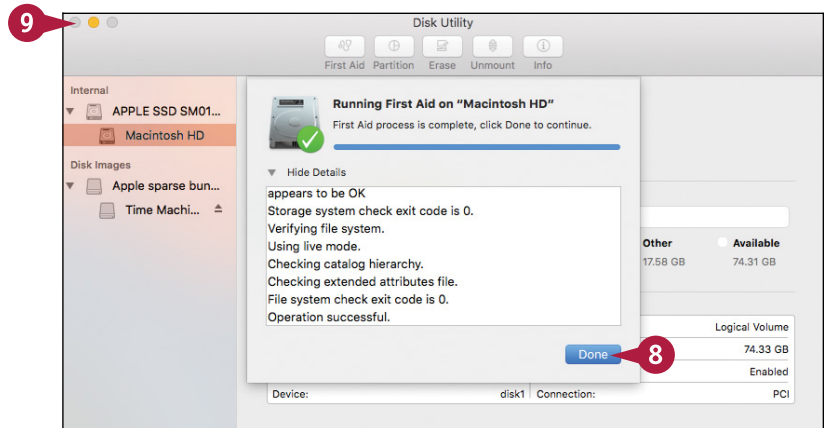 9
Disk Utility
First Aid Partition Erase Unmount Info
Internal
APPLE SSD SM01...
Macintosh HD
Disk Images
Apple sparse bun...
Time Machi...
Running First Aid on “Macintosh HD”
First Aid process is complete, click Done to continue.
Hide Details
appears to be OK
Storage system check exit code is 0.
Verifying file system.
Using live mode.
Checking catalog hierarchy.
Checking extended attributes file.
File system check exit code is 0.
Operation successful.
Done
8
Other Available
17.58 GB 74.31 GB
Logical Volume
74.33 GB
Enabled
Device: disk1 Connection: PCI